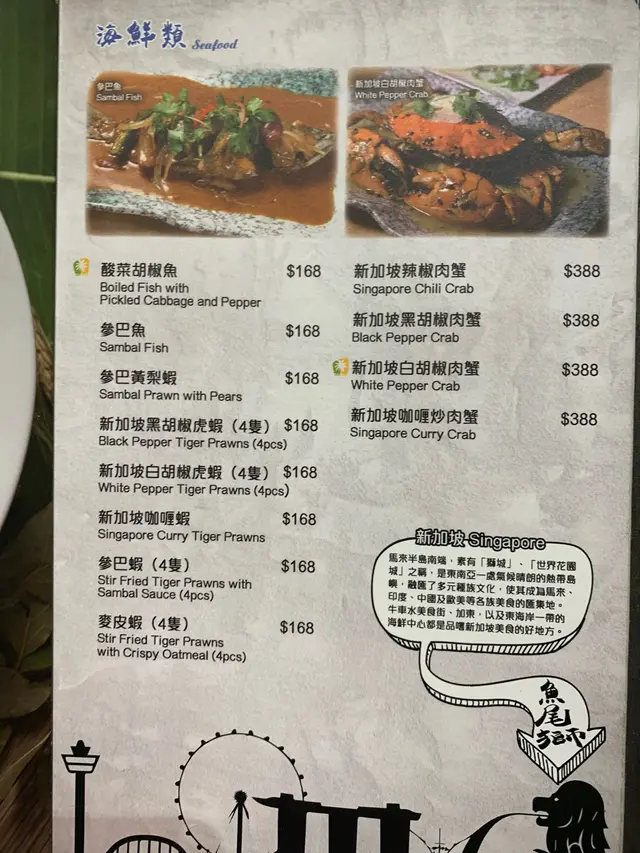 海鮮類 Seafood
參巴魚
Sambal Fish
新加坡白胡椒肉蟹
White Pepper Crab
酸菜胡椒魚 $168
Boiled Fish with
Pickled Cabbage and Pepper
參巴魚 $168
Sambal Fish
參巴黃梨蝦 $168
Sambal Prawn with Pears
新加坡黑胡椒虎蝦（4隻） $168
Black Pepper Tiger Prawns (4pcs)
新加坡白胡椒虎蝦（4隻） $168
White Pepper Tiger Prawns (4pcs)
新加坡咖喱蝦 $168
Singapore Curry Tiger Prawns
參巴蝦（4隻） $168
Stir Fried Tiger Prawns with
Sambal Sauce (4pcs)
麥皮蝦（4隻） $168
Stir Fried Tiger Prawns
with Crispy Oatmeal (4pcs)
新加坡辣椒肉蟹 $388
Singapore Chili Crab
新加坡黑胡椒肉蟹 $388
Black Pepper Crab
新加坡白胡椒肉蟹 $388
White Pepper Crab
新加坡咖喱炒肉蟹 $388
Singapore Curry Crab
新加坡 Singapore
馬來半島南端，素有「獅城」、「世界花園
城」之稱，是東南亞一處氣候晴朗的熱帶島
嶼，融匯了多元種族文化，使其成為馬來、
印度、中國及歐美等各族美食的匯集地。
牛車水美食街、加東，以及東海岸一帶的
海鮮中心都是品嚐新加坡美食的好地方。
魚尾獅